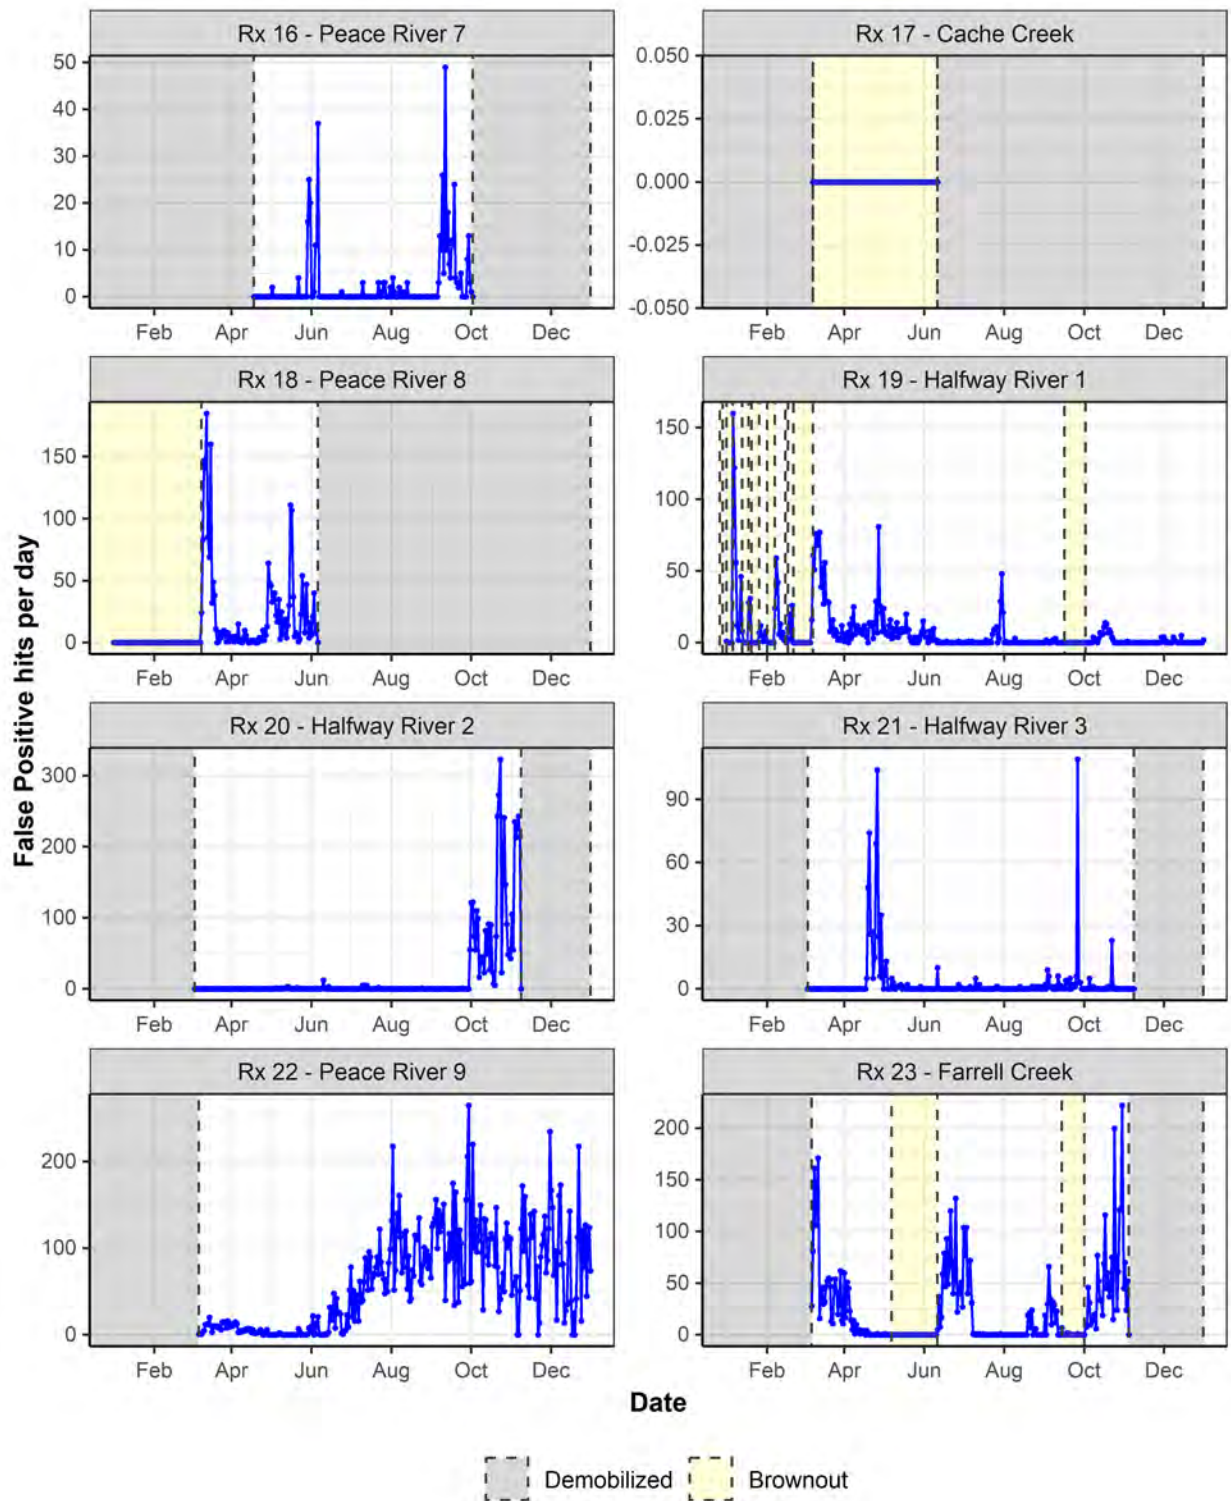 Rx 16 - Peace River 7
50
40
30
20
10
0
Feb Apr Jun Aug Oct Dec
Rx 17 - Cache Creek
0.050
0.025
0.000
-0.025
-0.050
Feb Apr Jun Aug Oct Dec
Rx 18 - Peace River 8
150
100
50
0
Feb Apr Jun Aug Oct Dec
Rx 19 - Halfway River 1
150
100
50
0
Feb Apr Jun Aug Oct Dec
False Positive hits per day
Rx 20 - Halfway River 2
300
200
100
0
Feb Apr Jun Aug Oct Dec
Rx 21 - Halfway River 3
90
60
30
0
Feb Apr Jun Aug Oct Dec
Rx 22 - Peace River 9
200
100
0
Feb Apr Jun Aug Oct Dec
Rx 23 - Farrell Creek
200
150
100
50
0
Feb Apr Jun Aug Oct Dec
Date
Demobilized Brownout